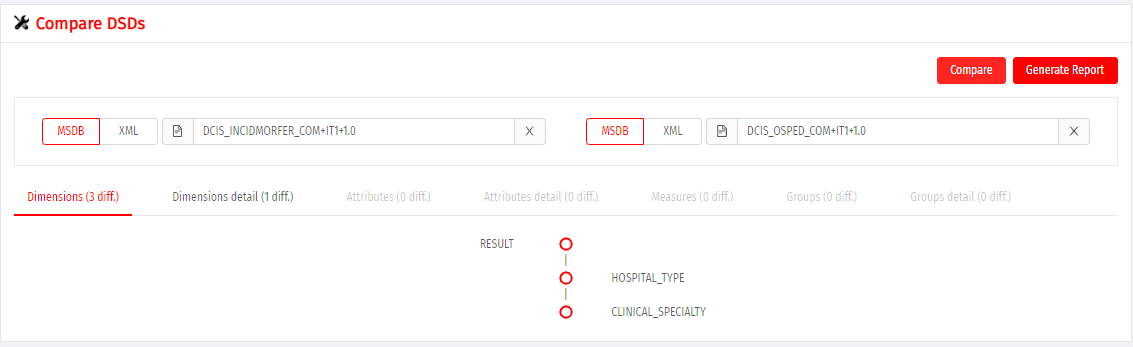 Compare DSDs
Compare Generate Report
MSDB XML DCIS_INCIDMORFER_COM+IT1+1.0 X MSDB XML DCIS_OSPED_COM+IT1+1.0 X
Dimensions (3 diff.) Dimensions detail (1 diff.) Attributes (0 diff.) Attributes detail (0 diff.) Measures (0 diff.) Groups (0 diff.) Groups detail (0 diff.)
RESULT
HOSPITAL_TYPE
CLINICAL_SPECIALTY